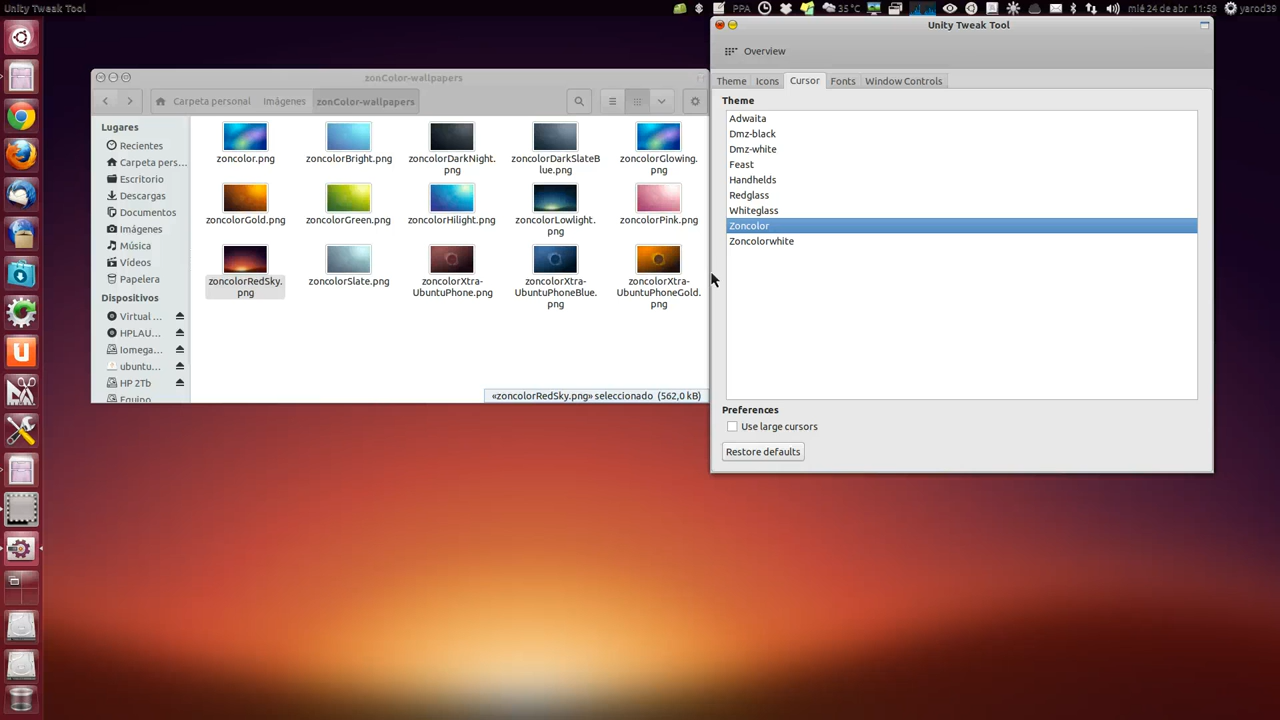 Unity Tweak Tool
PPA
35 °C
mié 24 de abr
11:58
yarod39
zonColor-wallpapers
Carpeta personal
Imágenes
zonColor-wallpapers
Lugares
Recientes
Carpeta pers...
Escritorio
Descargas
Documentos
Imágenes
Música
Vídeos
Papelera
Dispositivos
Virtual ...
HPLAU...
Iomega...
ubuntu...
HP 2Tb
Equipo
zoncolor.png
zoncolorBright.png
zoncolorDarkNight.
png
zoncolorDarkSlateB
lue.png
zoncolorGlowing.
png
zoncolorGold.png
zoncolorGreen.png
zoncolorHilight.png
zoncolorLowlight.
png
zoncolorPink.png
zoncolorRedSky.
png
zoncolorSlate.png
zoncolorXtra-
UbuntuPhone.png
zoncolorXtra-
UbuntuPhoneBlue.
png
zoncolorXtra-
UbuntuPhoneGold.
png
«zoncolorRedSky.png» seleccionado (562,0 kB)
Unity Tweak Tool
Overview
Theme
Icons
Cursor
Fonts
Window Controls
Theme
Adwaita
Dmz-black
Dmz-white
Feast
Handhelds
Redglass
Whiteglass
Zoncolor
Zoncolorwhite
Preferences
Use large cursors
Restore defaults